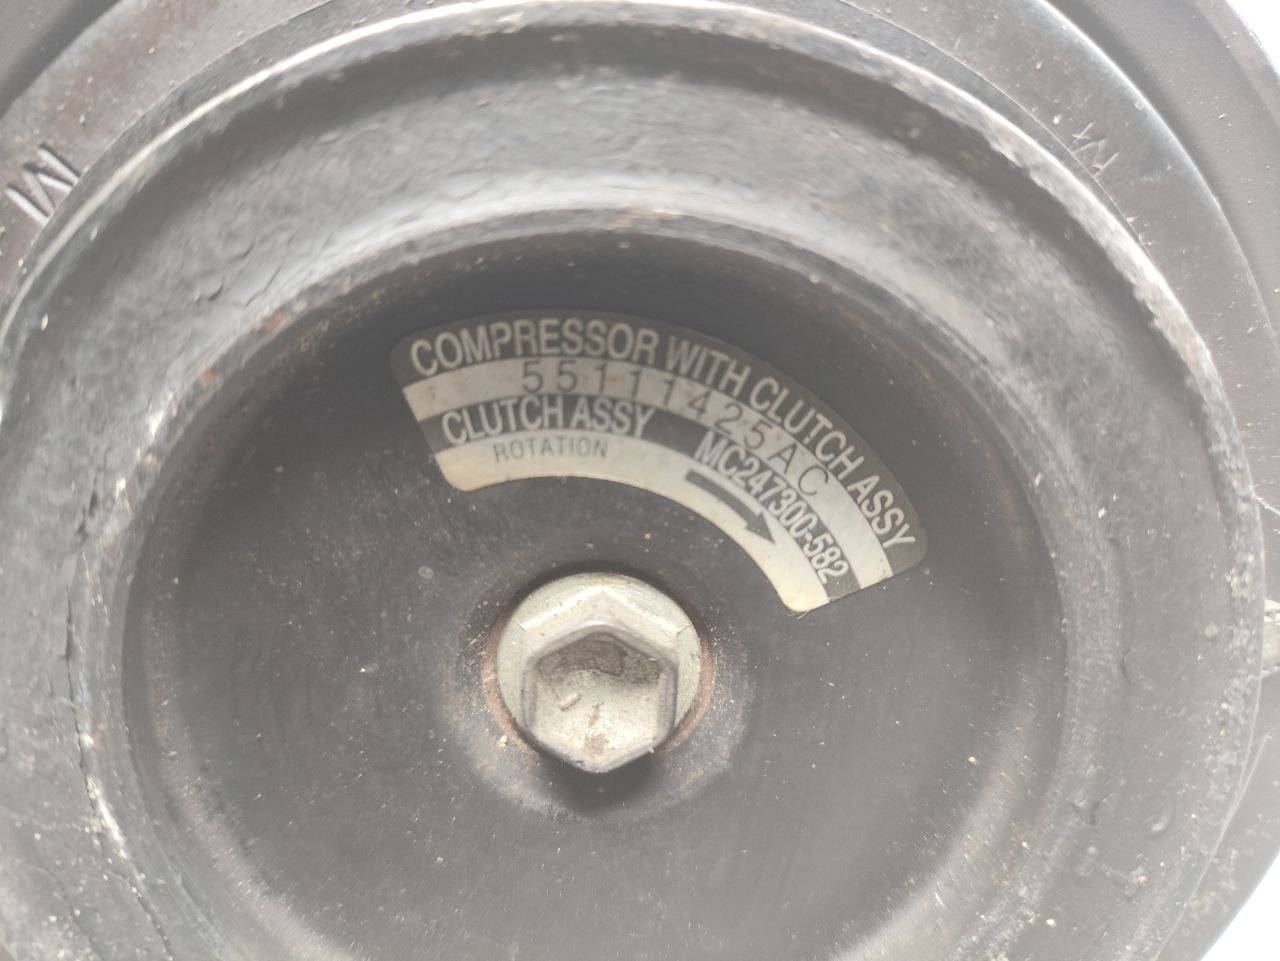 COMPRESSOR WITH CLUTCH ASSY
55111425AC
CLUTCH ASSY MC247300-582
ROTATION